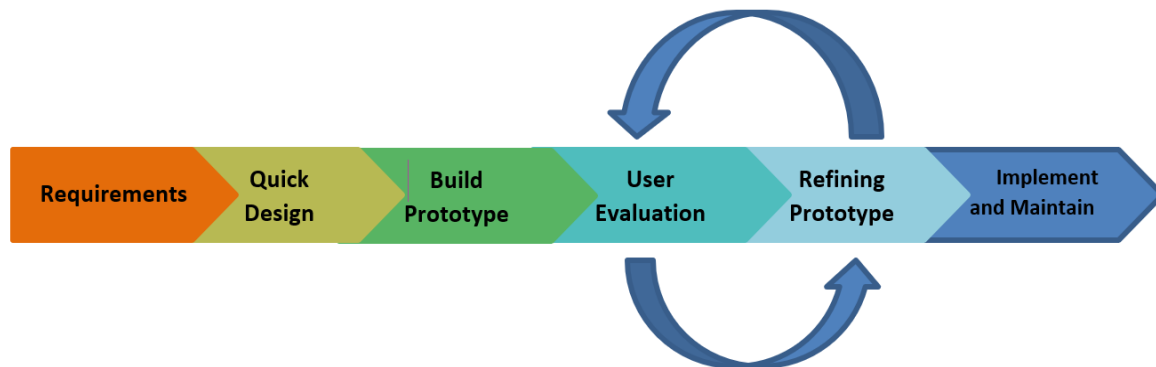 Requirements
Quick
Design
Build
Prototype
User
Evaluation
Refining
Prototype
Implement
and Maintain